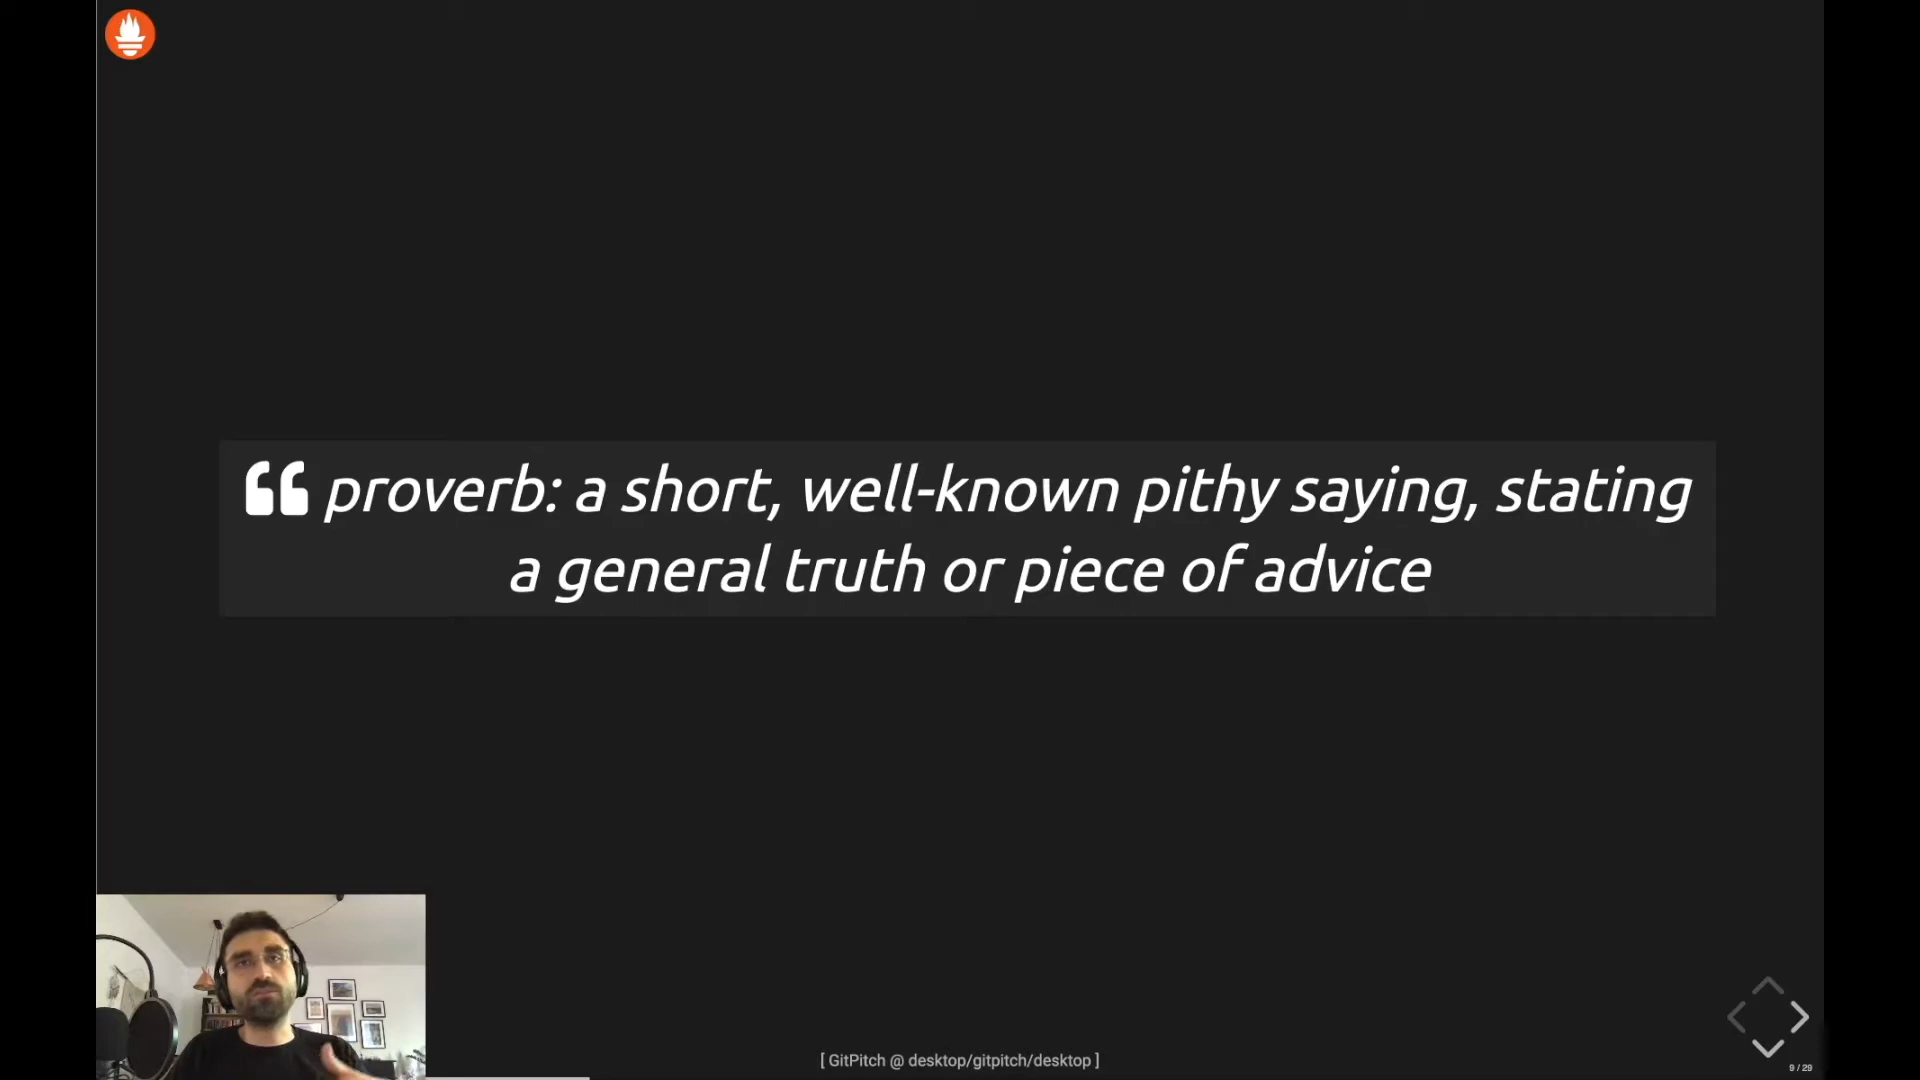 proverb: a short, well-known pithy saying, stating
a general truth or piece of advice
[ GitPitch @ desktop/gitpitch/desktop ]
9 / 29